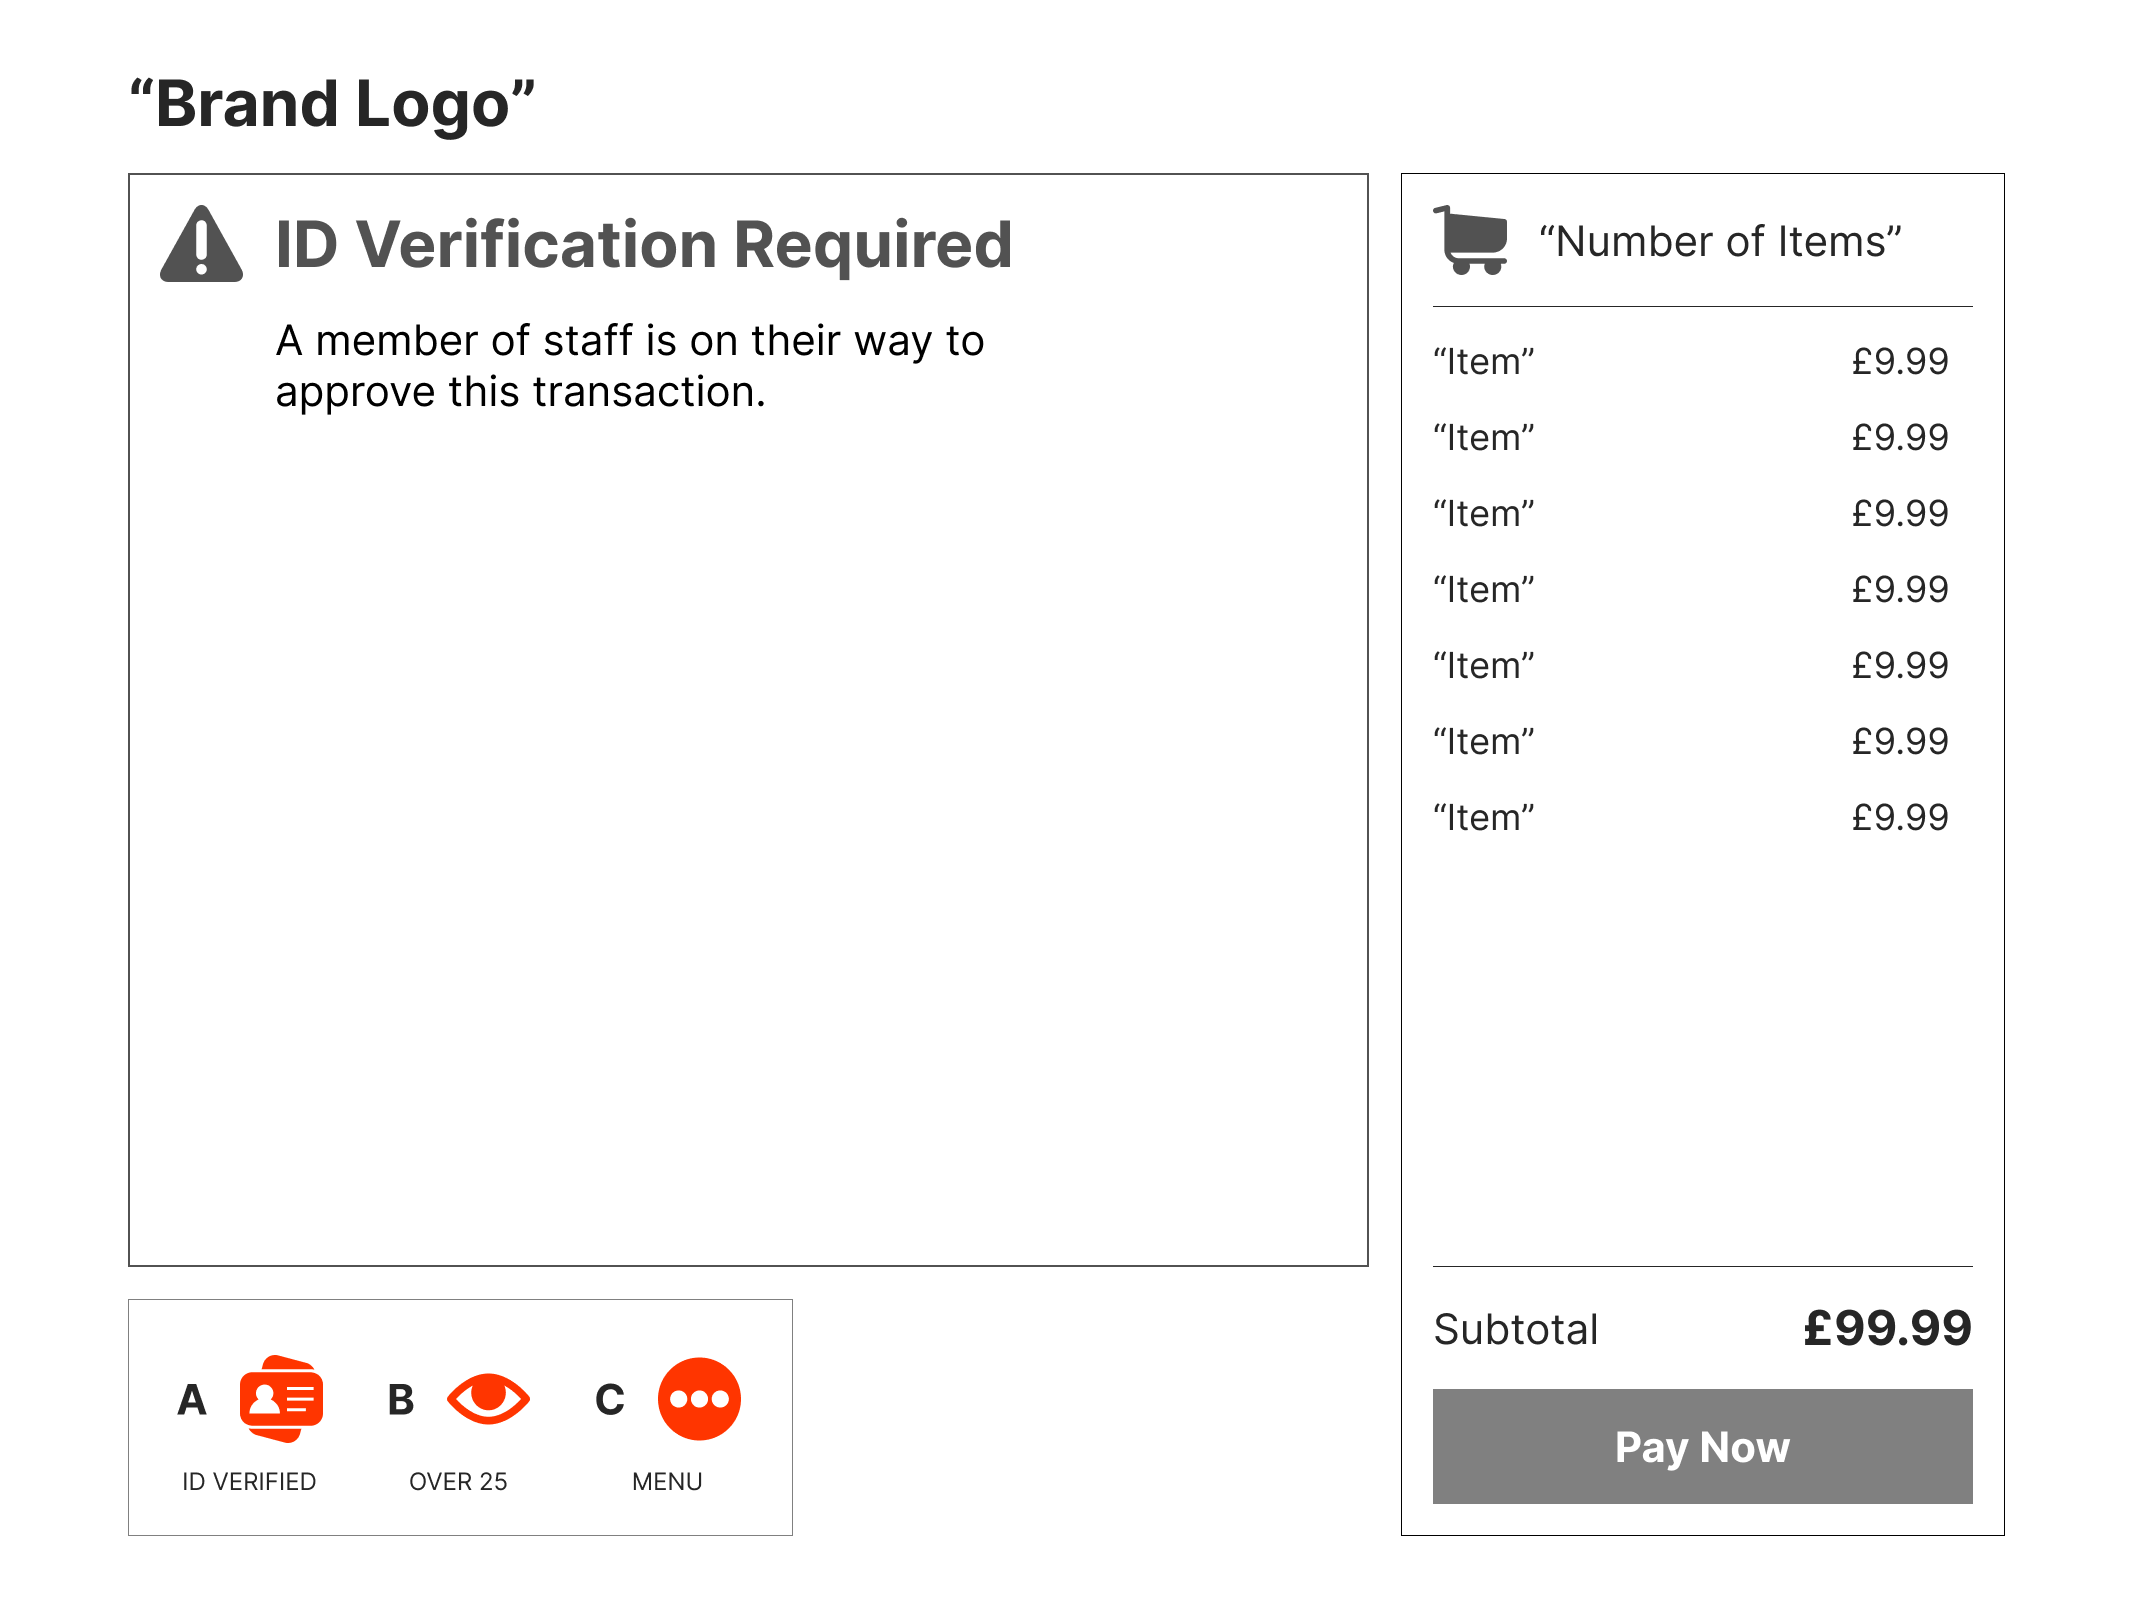 “Brand Logo”
ID Verification Required
A member of staff is on their way to
approve this transaction.
“Number of Items”
“Item” £9.99
“Item” £9.99
“Item” £9.99
“Item” £9.99
“Item” £9.99
“Item” £9.99
“Item” £9.99
Subtotal £99.99
Pay Now
A B C
ID VERIFIED OVER 25 MENU